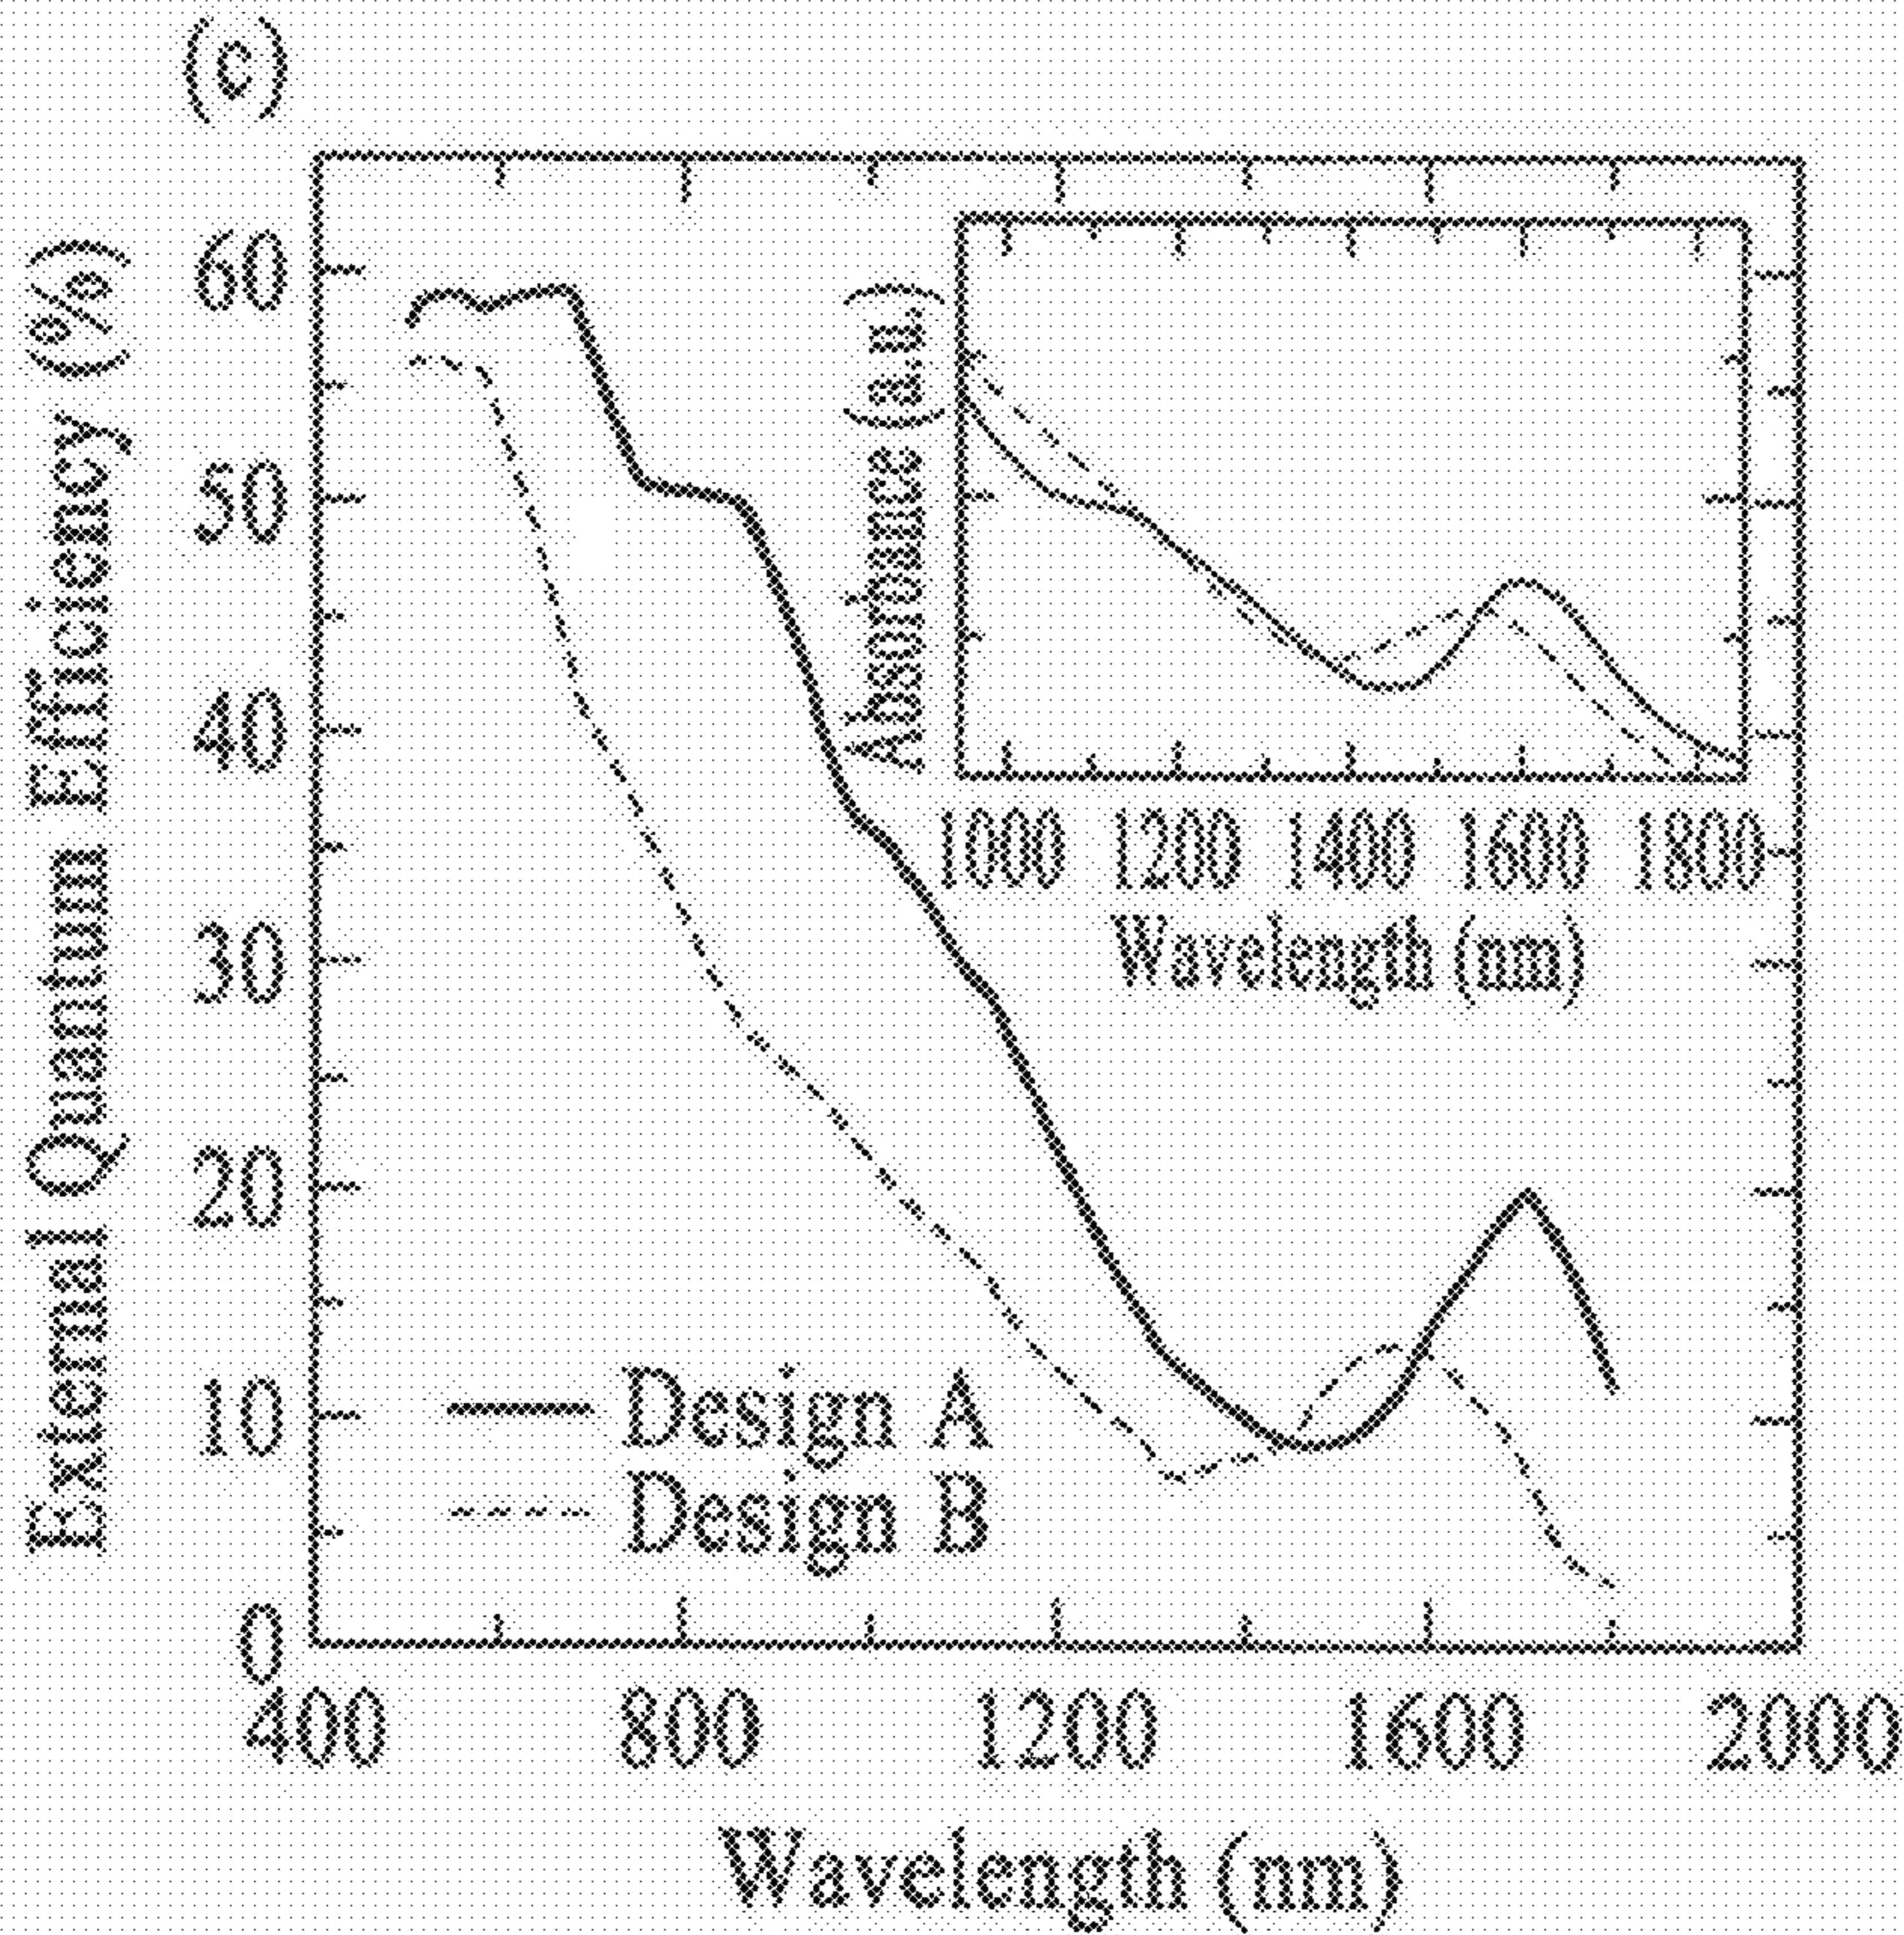 (c)
External Quantum Efficiency (%)
60
50
40
30
20
10
0
400 800 1200 1600 2000
Wavelength (nm)
Design A
Design B
Absorbance (a.u.)
1000 1200 1400 1600 1800
Wavelength (nm)